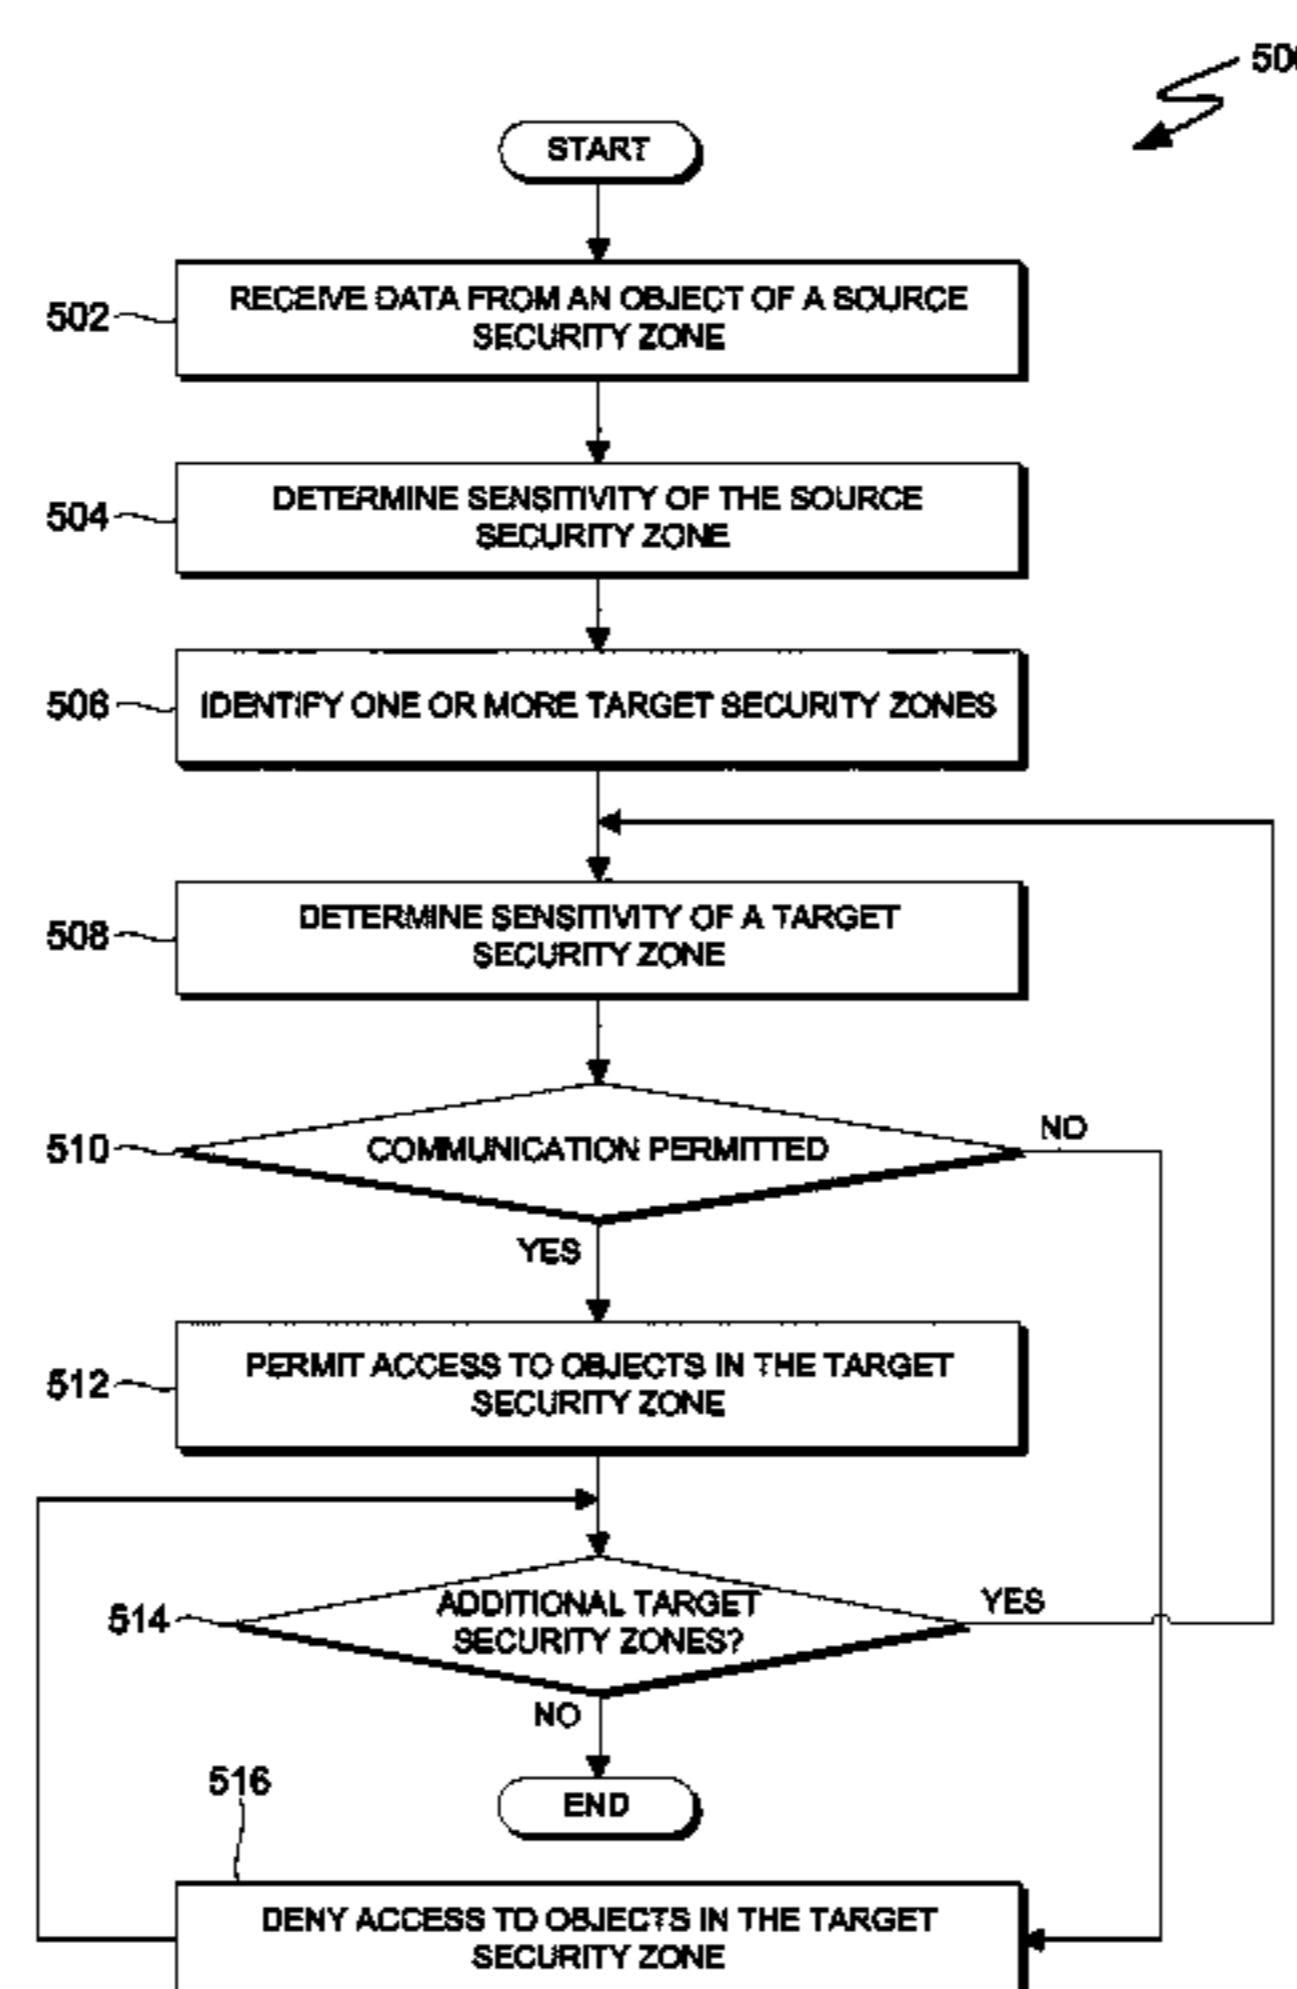 500
START
502
RECEIVE DATA FROM AN OBJECT OF A SOURCE
SECURITY ZONE
504
DETERMINE SENSITIVITY OF THE SOURCE
SECURITY ZONE
506
IDENTIFY ONE OR MORE TARGET SECURITY ZONES
508
DETERMINE SENSITIVITY OF A TARGET
SECURITY ZONE
510
COMMUNICATION PERMITTED
NO
YES
512
PERMIT ACCESS TO OBJECTS IN THE TARGET
SECURITY ZONE
514
ADDITIONAL TARGET
SECURITY ZONES?
YES
NO
END
516
DENY ACCESS TO OBJECTS IN THE TARGET
SECURITY ZONE